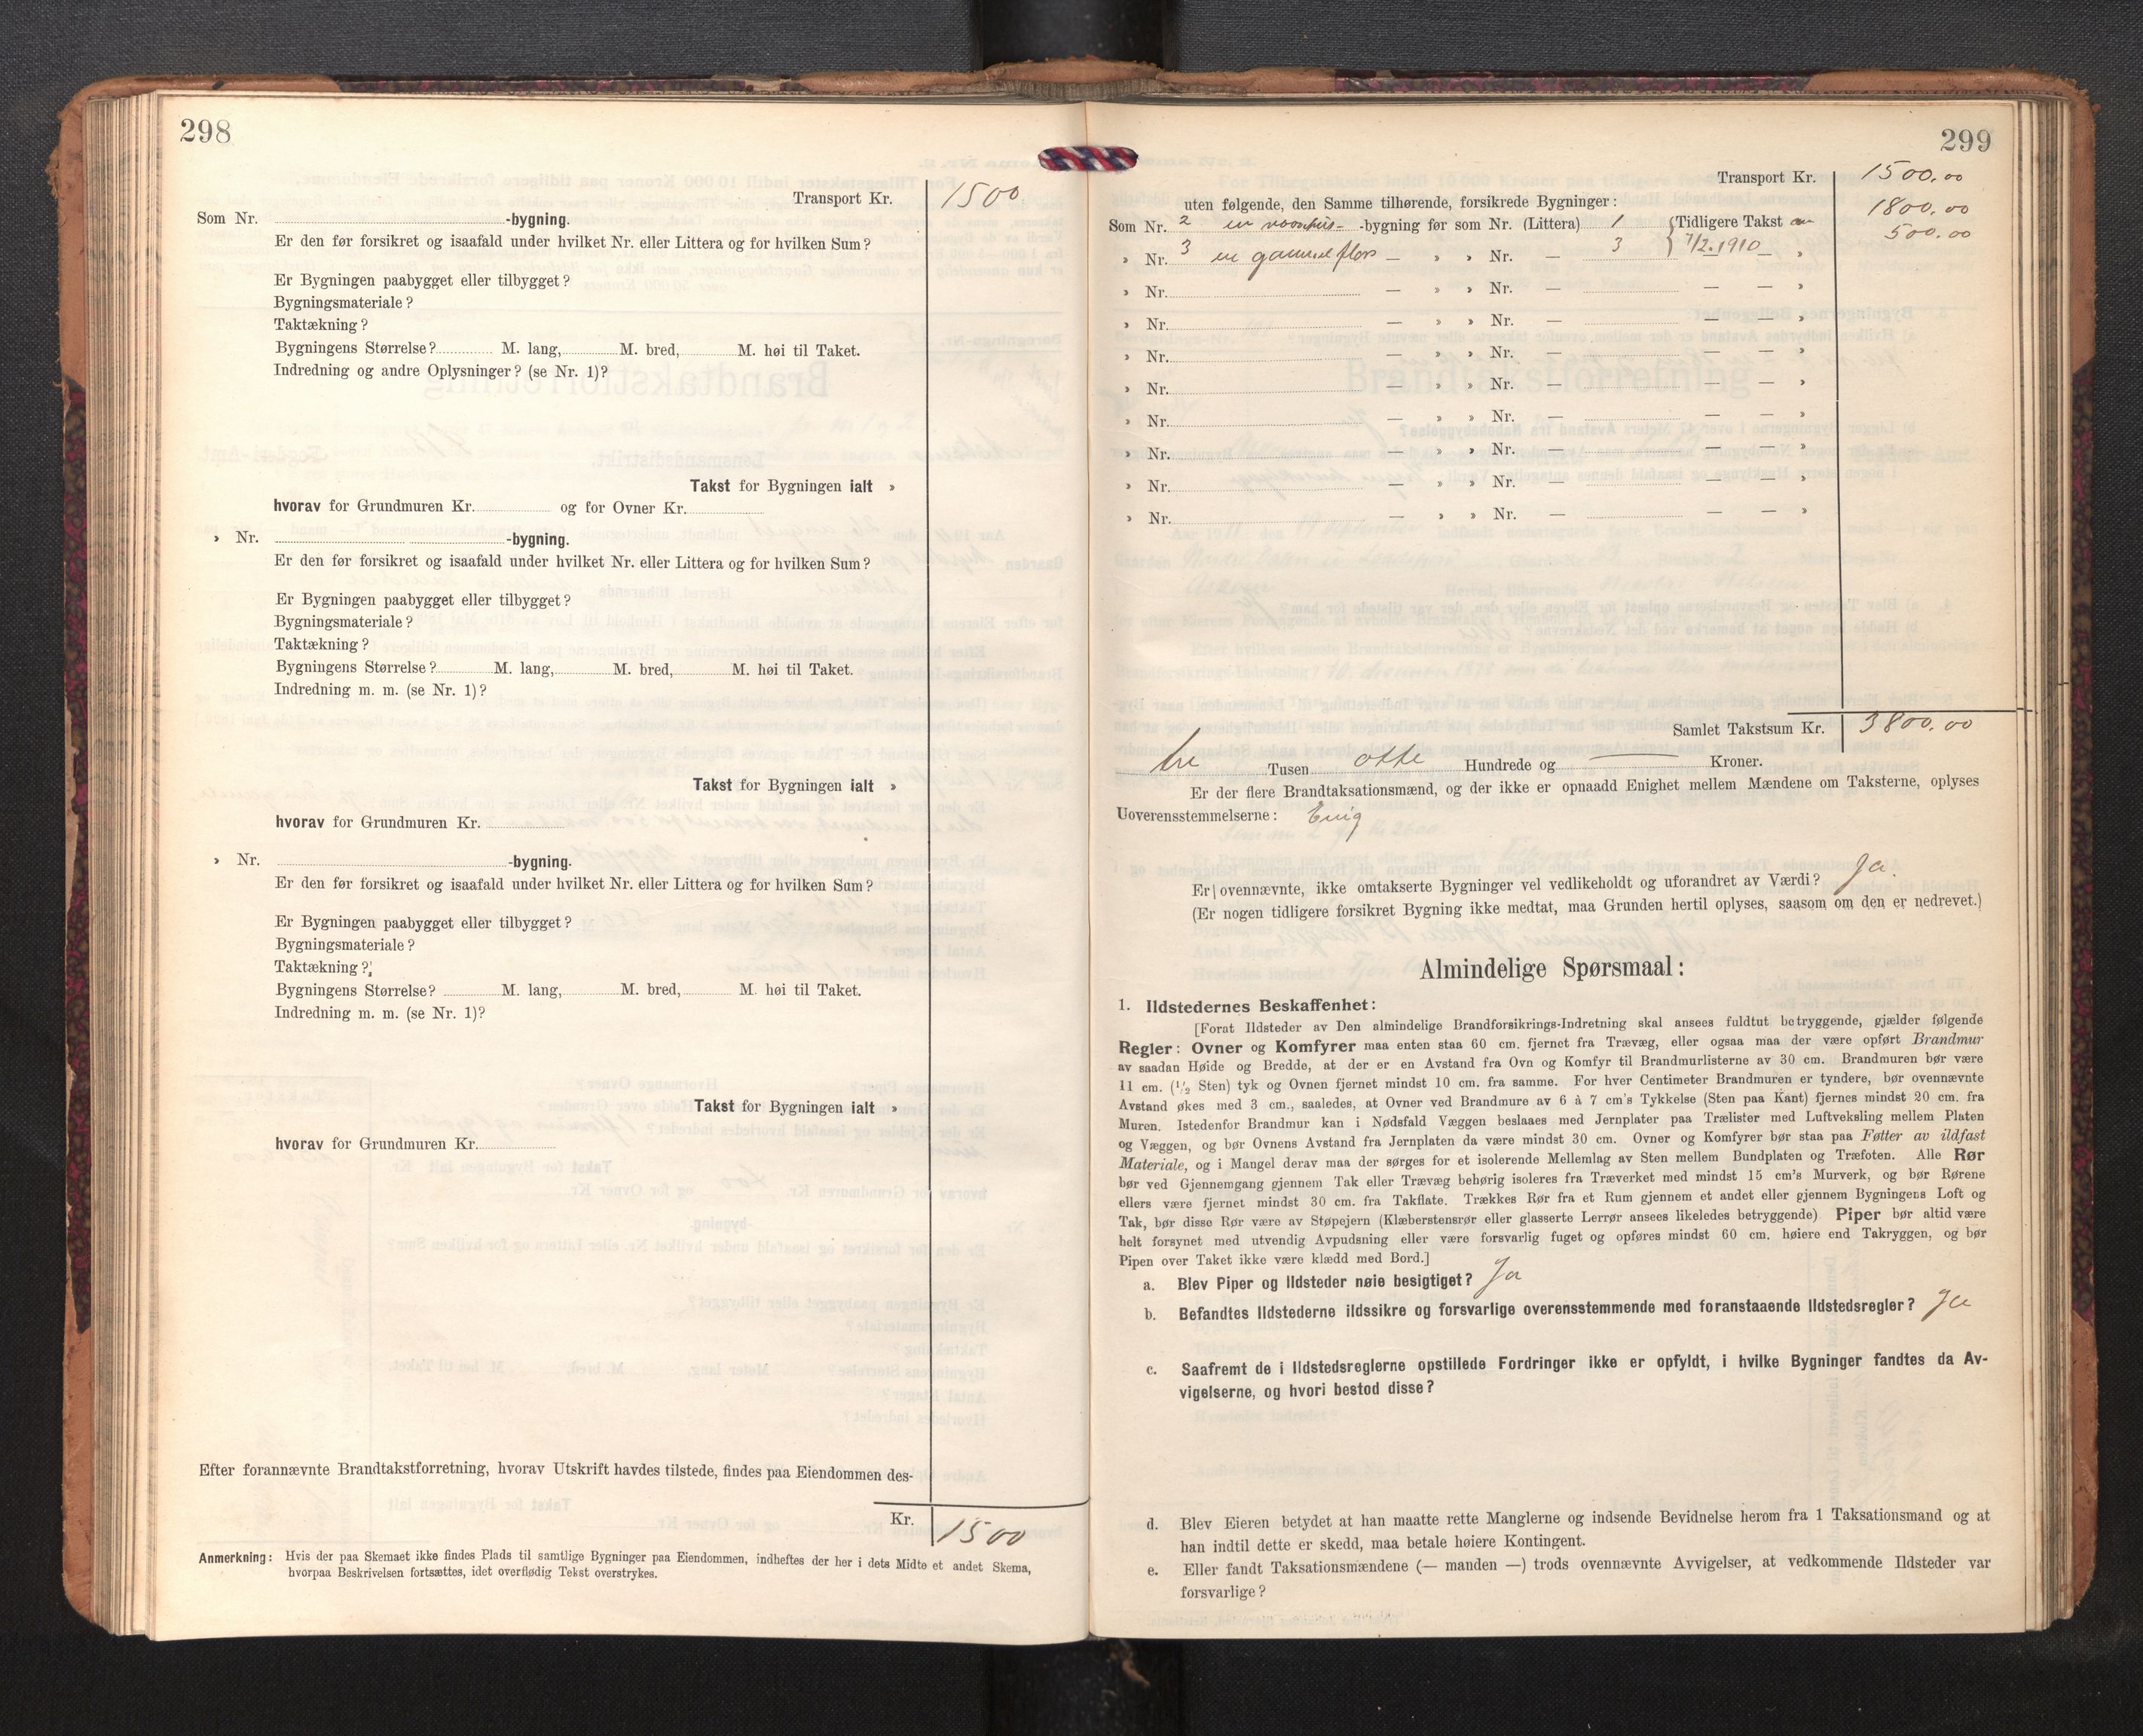 298
Transport Kr. 1500
Som Nr. -bygning.
Er den før forsikret og isaafald under hvilket Nr. eller Littera og for hvilken Sum?
Er Bygningen paabygget eller tilbygget?
Bygningsmateriale?
Taktækning?
Bygningens Størrelse? M. lang, M. bred, M. høi til Taket.
Indredning og andre Oplysninger? (se Nr. 1)?
Takst for Bygningen ialt »
hvorav for Grundmuren Kr. og for Ovner Kr.
» Nr. -bygning.
Er den før forsikret og isaafald under hvilket Nr. eller Littera og for hvilken Sum?
Er Bygningen paabygget eller tilbygget?
Bygningsmateriale?
Taktækning?
Bygningens Størrelse? M. lang, M. bred, M. høi til Taket.
Indredning m. m. (se Nr. 1)?
Takst for Bygningen ialt »
hvorav for Grundmuren Kr.
» Nr. -bygning.
Er den før forsikret og isaafald under hvilket Nr. eller Littera og for hvilken Sum?
Er Bygningen paabygget eller tilbygget?
Bygningsmateriale?
Taktækning?
Bygningens Størrelse? M. lang, M. bred, M. høi til Taket.
Indredning m. m. (se Nr. 1)?
Takst for Bygningen ialt »
hvorav for Grundmuren Kr.
Efter forannævnte Brandtakstforretning, hvorav Utskrift havdes tilstede, findes paa Eiendommen des-
Kr. 1500
Anmerkning: Hvis der paa Skemaet ikke findes Plads til samtlige Bygninger paa Eiendommen, indheftes der her i dets Midte et andet Skema,
hvorpaa Beskrivelsen fortsættes, idet overflødig Tekst overstrykes.
299
Transport Kr. 1500.00
uten følgende, den Samme tilhørende, forsikrede Bygninger:
Som Nr. 2 en -bygning før som Nr. (Littera) 1 Tidligere Takst 1800.00
» Nr. 3 en gammel — » » Nr. — 3 7/2.1910 » 500.00
» Nr. — » » Nr. — — — »
» Nr. — » » Nr. — — — »
» Nr. — » » Nr. — — — »
» Nr. — » » Nr. — — — »
» Nr. — » » Nr. — — — »
» Nr. — » » Nr. — — — »
» Nr. — » » Nr. — — — »
» Nr. — » » Nr. — — — »
Samlet Takstsum Kr. 3800.00
tre Tusen otte Hundrede og — Kroner.
Er der flere Brandtaksationsmænd, og der ikke er opnaadd Enighet mellem Mændene om Taksterne, oplyses
Uoverensstemmelserne: Enig
Er ovennævnte, ikke omtakserte Bygninger vel vedlikeholdt og uforandret av Værdi? Ja.
(Er nogen tidligere forsikret Bygning ikke medtat, maa Grunden hertil oplyses, saasom om den er nedrevet.)
Almindelige Spørsmaal:
1. Ildstedernes Beskaffenhet:
[Forat Ildsteder av Den almindelige Brandforsikrings-Indretning skal ansees fuldtut betryggende, gjælder følgende
Regler: Ovner og Komfyrer maa enten staa 60 cm. fjernet fra Trævæg, eller ogsaa maa der være opført Brandmur
av saadan Høide og Bredde, at der er en Avstand fra Ovn og Komfyr til Brandmurlisterne av 30 cm. Brandmuren bør være
11 cm. (1/2 Sten) tyk og Ovnen fjernet mindst 10 cm. fra samme. For hver Centimeter Brandmuren er tyndere, bør ovennævnte
Avstand økes med 3 cm., saaledes, at Ovner ved Brandmure av 6 à 7 cm's Tykkelse (Sten paa Kant) fjernes mindst 20 cm. fra
Muren. Istedenfor Brandmur kan i Nødsfald Væggen beslaaes med Jernplater paa Trælister med Luftveksling mellem Platen
og Væggen, og bør Ovnens Avstand fra Jernplaten da være mindst 30 cm. Ovner og Komfyrer bør staa paa Føtter av ildfast
Materiale, og i Mangel derav maa der sørges for et isolerende Mellemlag av Sten mellem Bundplaten og Træfoten. Alle Rør
bør ved Gjennemgang gjennem Tak eller Trævæg behørig isoleres fra Træverket med mindst 15 cm's Murverk, og bør Rørene
ellers være fjernet mindst 30 cm. fra Takflate. Trækkes Rør fra et Rum gjennem et andet eller gjennem Bygningens Loft og
Tak, bør disse Rør være av Støpejern (Klæberstensrør eller glasserte Lerrør ansees likeledes betryggende) Piper bør altid være
helt forsynet med utvendig Avpudsning eller være forsvarlig fuget og opføres mindst 60 cm. høiere end Takryggen, og bør
Pipen over Taket ikke være klædd med Bord.]
a. Blev Piper og Ildsteder nøie besigtiget? Ja
b. Befandtes Ildstederne ildssikre og forsvarlige overensstemmende med foranstaaende Ildstedsregler? Ja
c. Saafremt de i Ildstedsreglerne opstillede Fordringer ikke er opfyldt, i hvilke Bygninger fandtes da Av-
vigelserne, og hvori bestod disse?
d. Blev Eieren betydet at han maatte rette Manglerne og indsende Bevidnelse herom fra 1 Taksationsmand og at
han indtil dette er skedd, maa betale høiere Kontingent.
e. Eller fandt Taksationsmændene (— manden —) trods ovennævnte Avvigelser, at vedkommende Ildsteder var
forsvarlige?